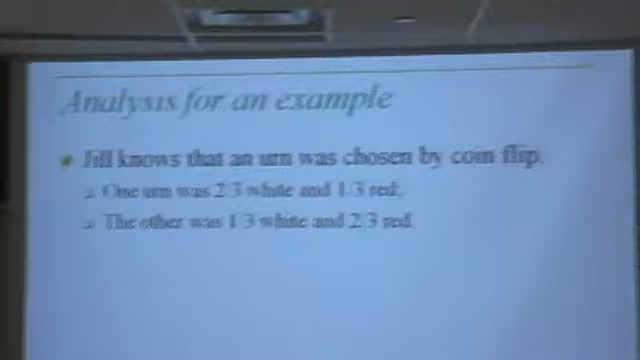 Analysis for an example
Jill knows that an urn was chosen by coin flip.
One urn was 2/3 white and 1/3 red.
The other was 1/3 white and 2/3 red.